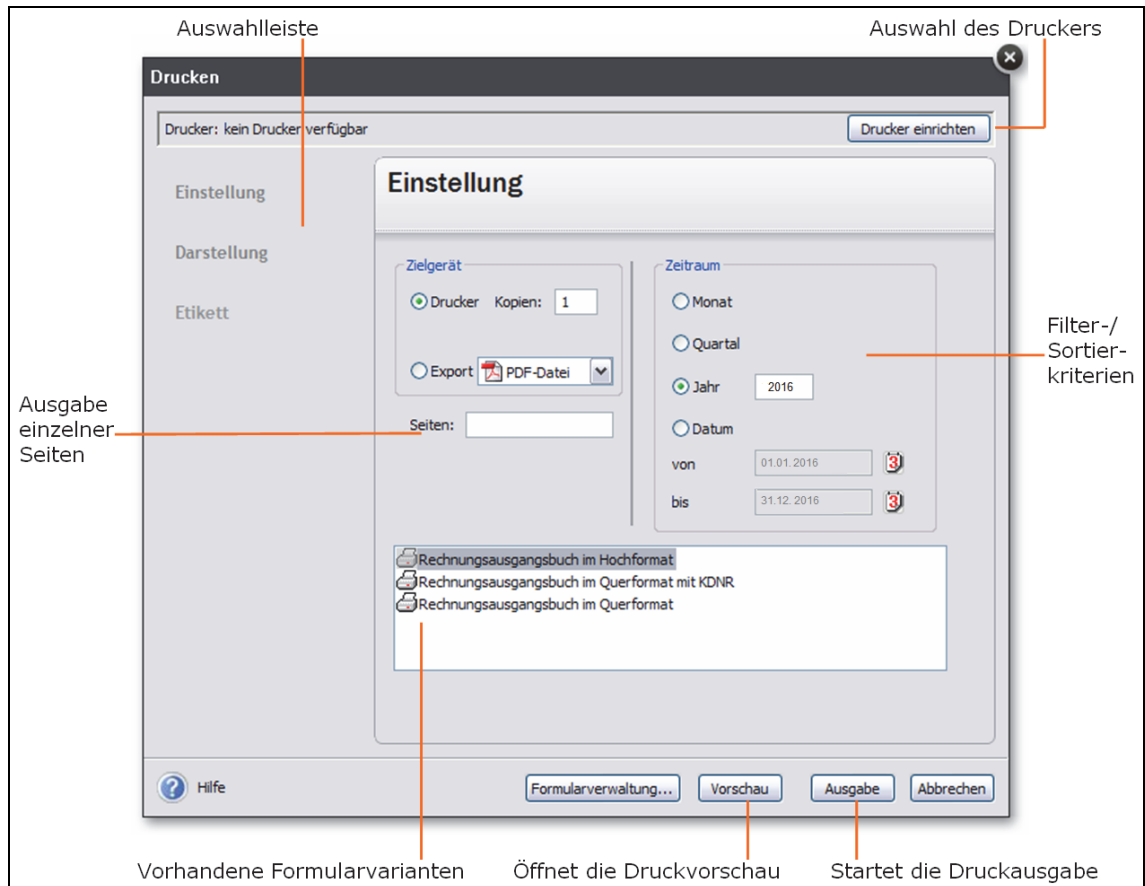 Auswahlleiste
Auswahl des Druckers
Drucken
Drucker: kein Drucker verfügbar
Drucker einrichten
Einstellung
Darstellung
Etikett
Einstellung
Zielgerät
Drucker Kopien: 1
Export PDF-Datei
Seiten:
Zeitraum
Monat
Quartal
Jahr 2016
Datum
von 01.01.2016 3
bis 31.12.2016 3
Filter-/
Sortier-
kriterien
Ausgabe
einzelner
Seiten
Rechnungsausgangsbuch im Hochformat
Rechnungsausgangsbuch im Querformat mit KDNR
Rechnungsausgangsbuch im Querformat
? Hilfe
Formularverwaltung...
Vorschau
Ausgabe
Abbrechen
Vorhandene Formularvarianten
Öffnet die Druckvorschau
Startet die Druckausgabe